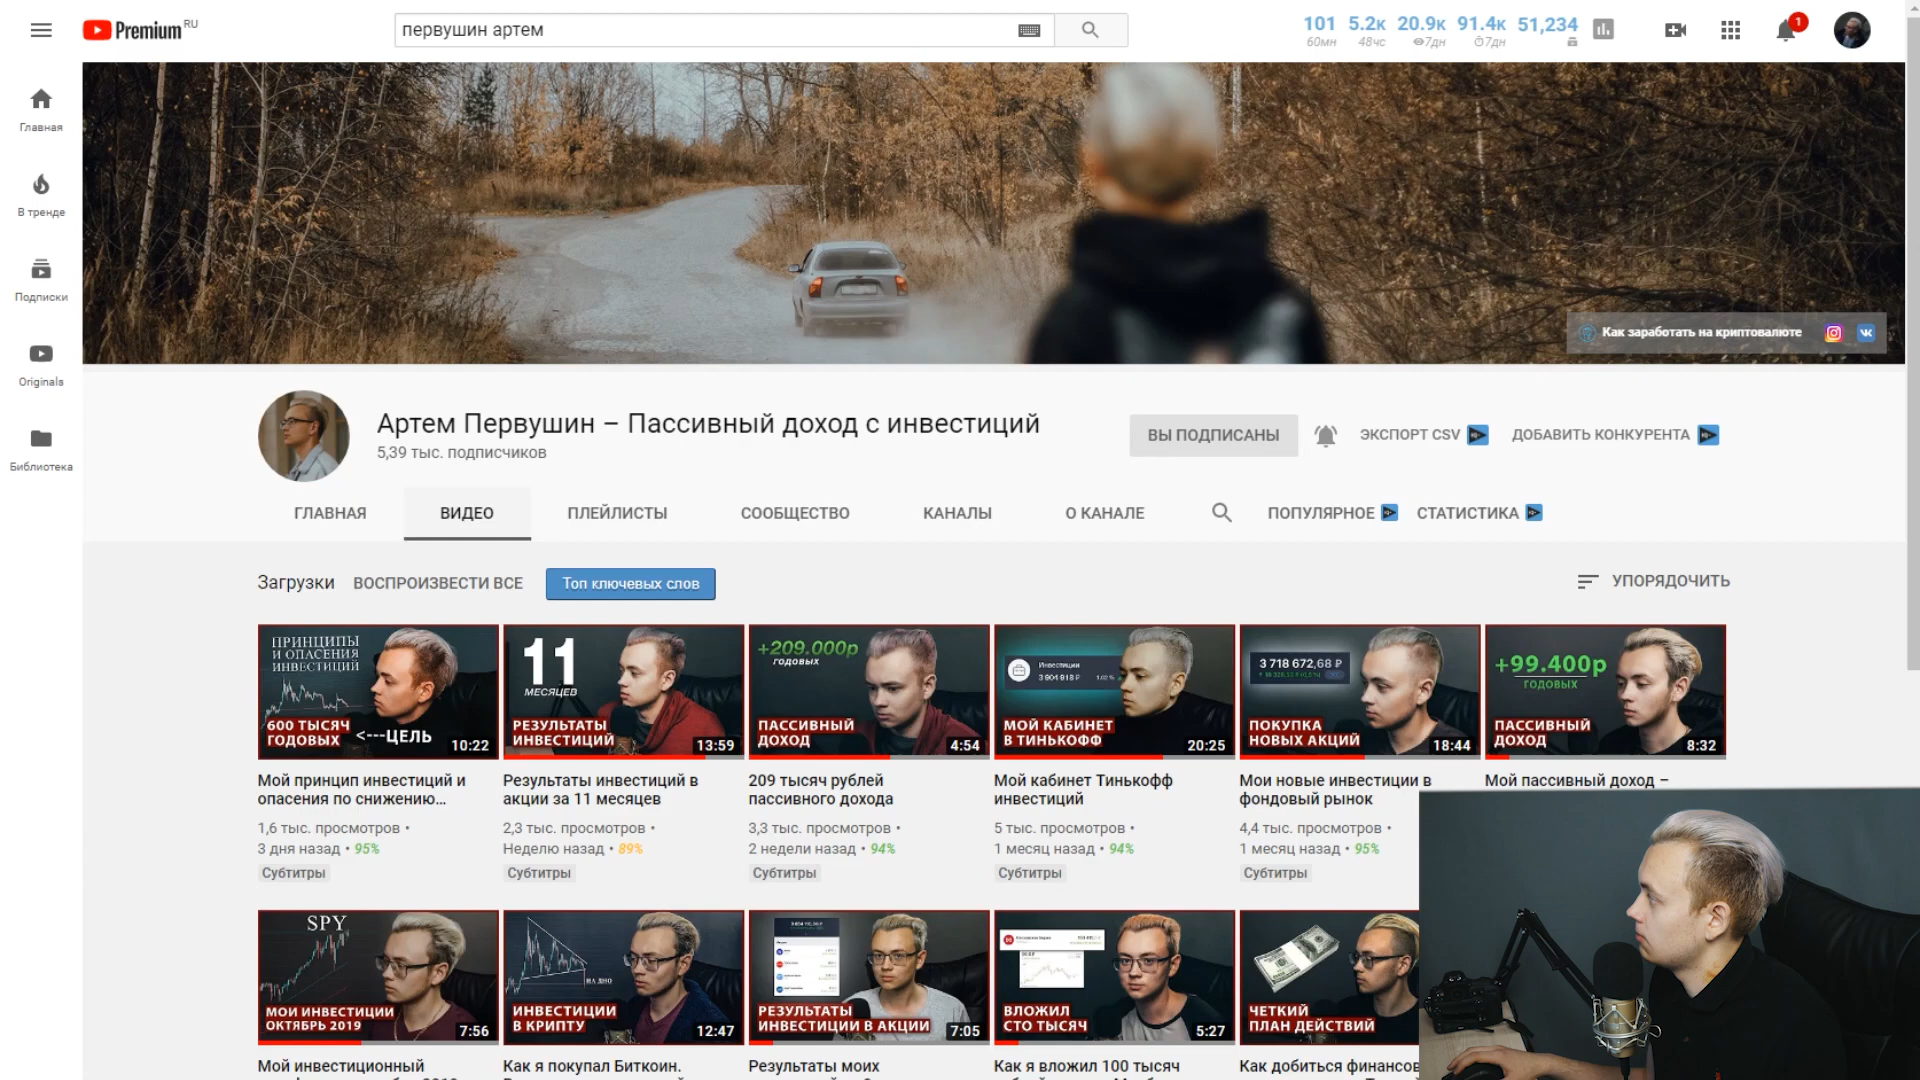 Premium RU
первушин артем
101 5.2к 20.9к 91.4к 51,234
60мн 48чс 7дн 7дн
1
Главная
В тренде
Подписки
Originals
Библиотека
Как заработать на криптовалюте
Артем Первушин – Пассивный доход с инвестиций
5,39 тыс. подписчиков
ВЫ ПОДПИСАНЫ
ЭКСПОРТ CSV
ДОБАВИТЬ КОНКУРЕНТА
ГЛАВНАЯ ВИДЕО ПЛЕЙЛИСТЫ СООБЩЕСТВО КАНАЛЫ О КАНАЛЕ ПОПУЛЯРНОЕ СТАТИСТИКА
Загрузки ВОСПРОИЗВЕСТИ ВСЕ Топ ключевых слов УПОРЯДОЧИТЬ
ПРИНЦИПЫ
И ОПАСЕНИЯ
ИНВЕСТИЦИЙ
600 ТЫСЯЧ
ГОДОВЫХ
<---ЦЕЛЬ
10:22
Мой принцип инвестиций и
опасения по снижению...
1,6 тыс. просмотров •
3 дня назад • 95%
Субтитры
11
МЕСЯЦЕВ
РЕЗУЛЬТАТЫ
ИНВЕСТИЦИЙ
13:59
Результаты инвестиций в
акции за 11 месяцев
2,3 тыс. просмотров •
Неделю назад • 89%
Субтитры
+209.000р
годовых
ПАССИВНЫЙ
ДОХОД
4:54
209 тысяч рублей
пассивного дохода
3,3 тыс. просмотров •
2 недели назад • 94%
Субтитры
Инвестиции
3 904 918 ₽
МОЙ КАБИНЕТ
В ТИНЬКОФФ
20:25
Мой кабинет Тинькофф
инвестиций
5 тыс. просмотров •
1 месяц назад • 94%
Субтитры
3 718 672,68 ₽
ПОКУПКА
НОВЫХ АКЦИЙ
18:44
Мои новые инвестиции в
фондовый рынок
4,4 тыс. просмотров •
1 месяц назад • 95%
Субтитры
+99.400р
ГОДОВЫХ
ПАССИВНЫЙ
ДОХОД
8:32
Мой пассивный доход –
SPY
МОИ ИНВЕСТИЦИИ
ОКТЯБРЬ 2019
7:56
Мой инвестиционный
НА ДНО
ИНВЕСТИЦИИ
В КРИПТУ
12:47
Как я покупал Биткоин.
РЕЗУЛЬТАТЫ
ИНВЕСТИЦИИ В АКЦИИ
7:05
Результаты моих
ВЛОЖИЛ
СТО ТЫСЯЧ
5:27
Как я вложил 100 тысяч
ЧЕТКИЙ
ПЛАН ДЕЙСТВИЙ
Как добиться финансов